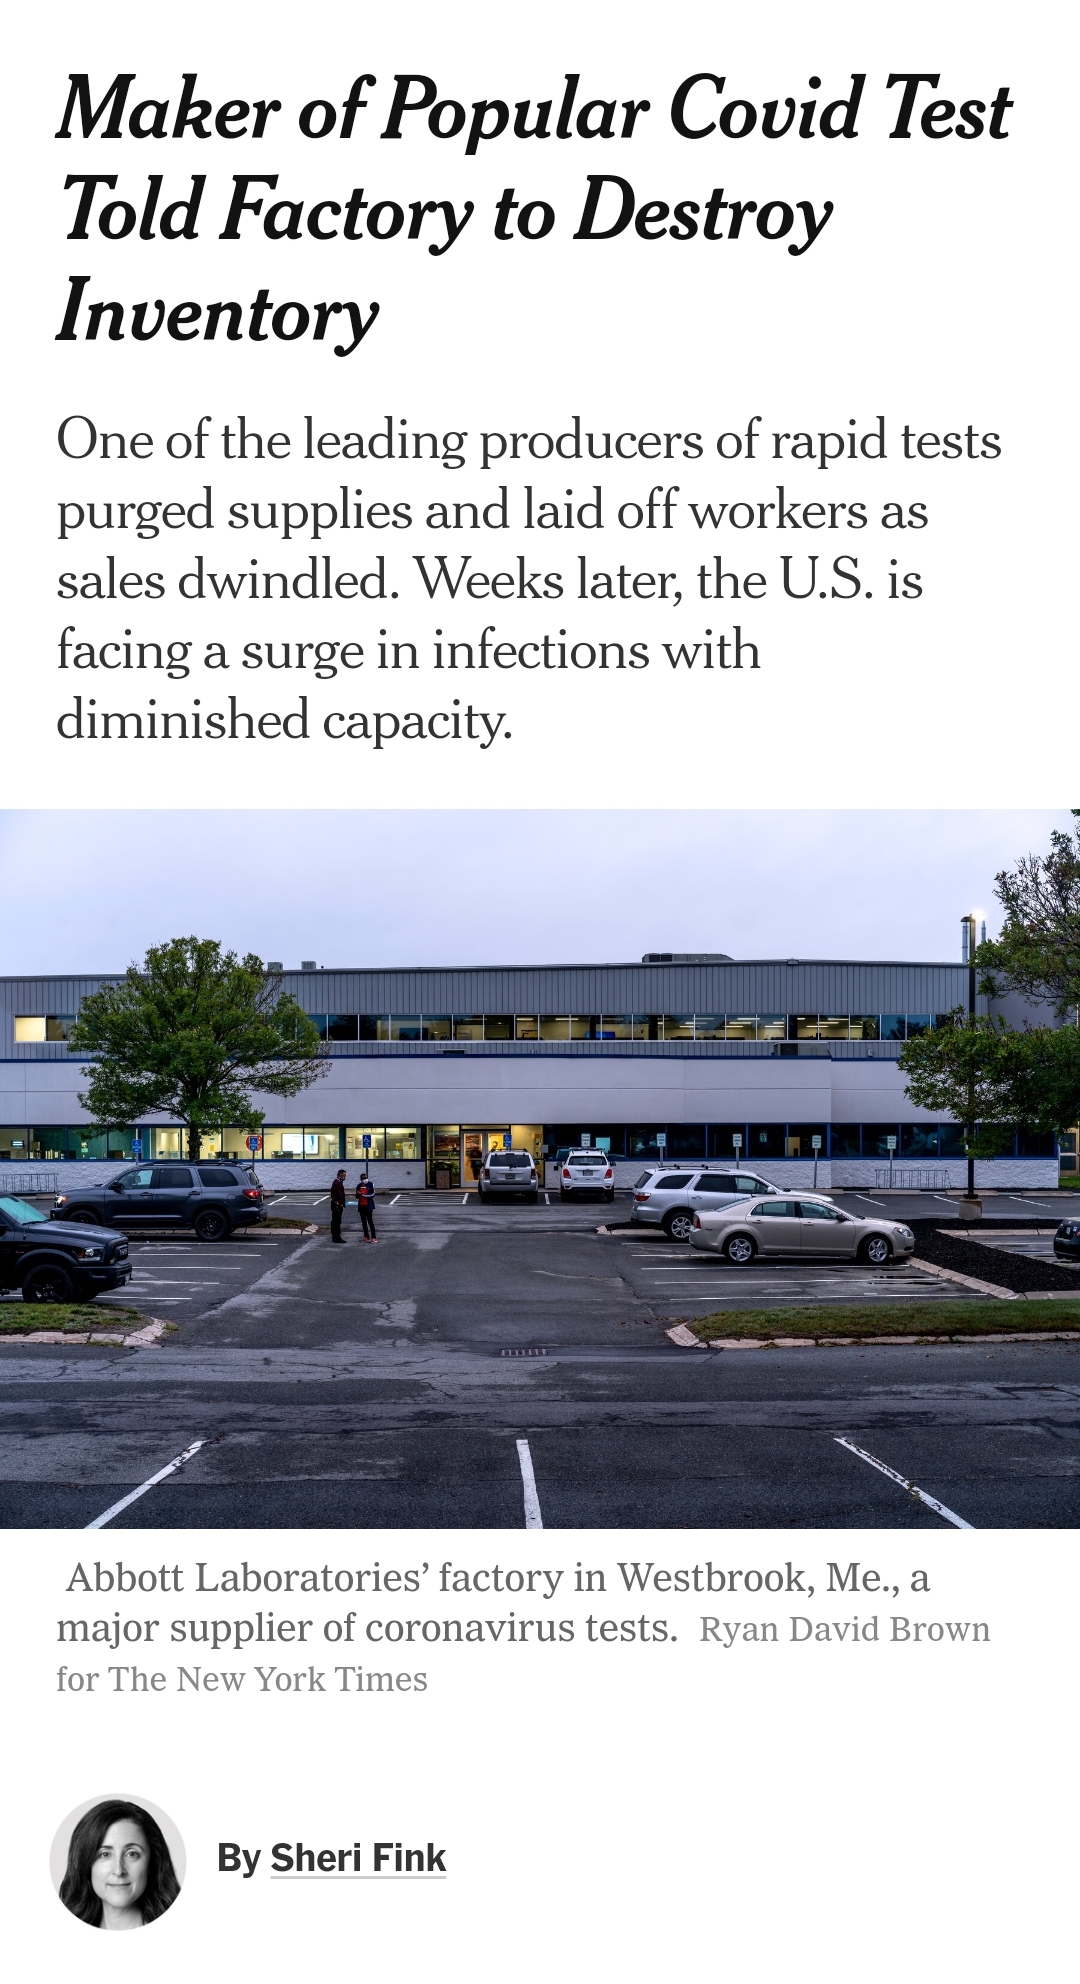 Maker of Popular Covid Test
Told Factory to Destroy
Inventory
One of the leading producers of rapid tests
purged supplies and laid off workers as
sales dwindled. Weeks later, the U.S. is
facing a surge in infections with
diminished capacity.
Abbott Laboratories’ factory in Westbrook, Me., a
major supplier of coronavirus tests. Ryan David Brown
for The New York Times
By Sheri Fink